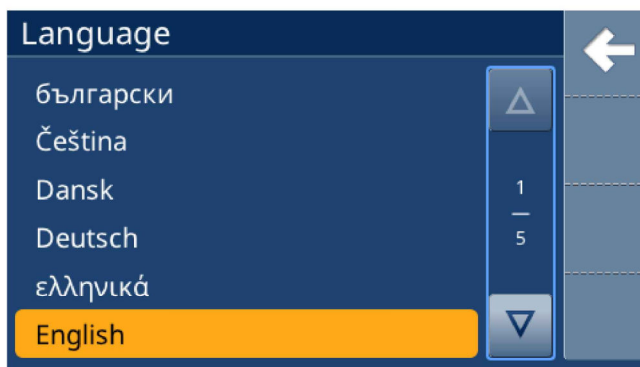 Language
български
Čeština
Dansk
Deutsch
ελληνικά
English
1
5